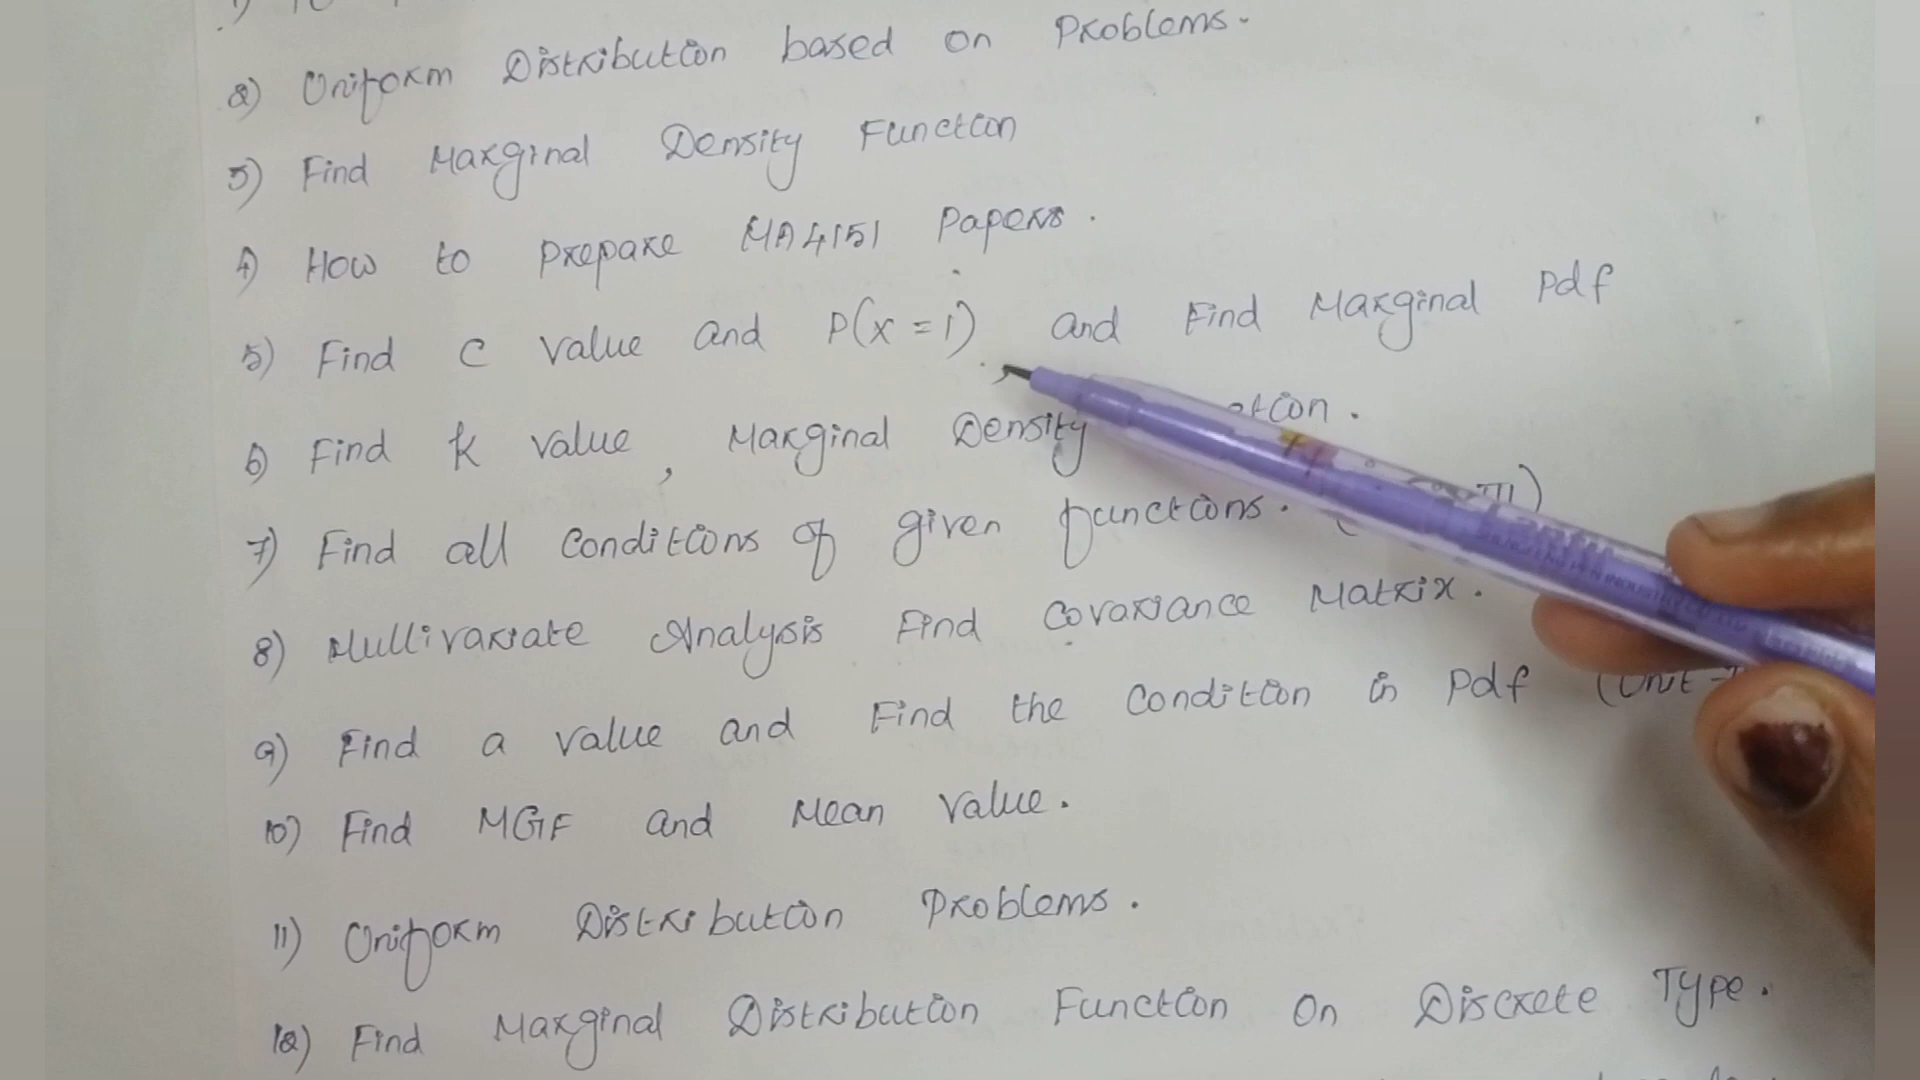 2) Uniform Distribution based on Problems.
3) Find Marginal Density Function
4) How to prepare MA4151 Papers.
5) Find C value and P(x=1) and Find Marginal Pdf
6) Find k value, Marginal Density
7) Find all conditions of given functions.
8) Multivariate Analysis Find Covariance Matrix.
9) Find a value and Find the condition in Pdf (Unit -
10) Find MGF and Mean Value.
11) Uniform Distribution Problems.
12) Find Marginal Distribution Function on Discrete Type.